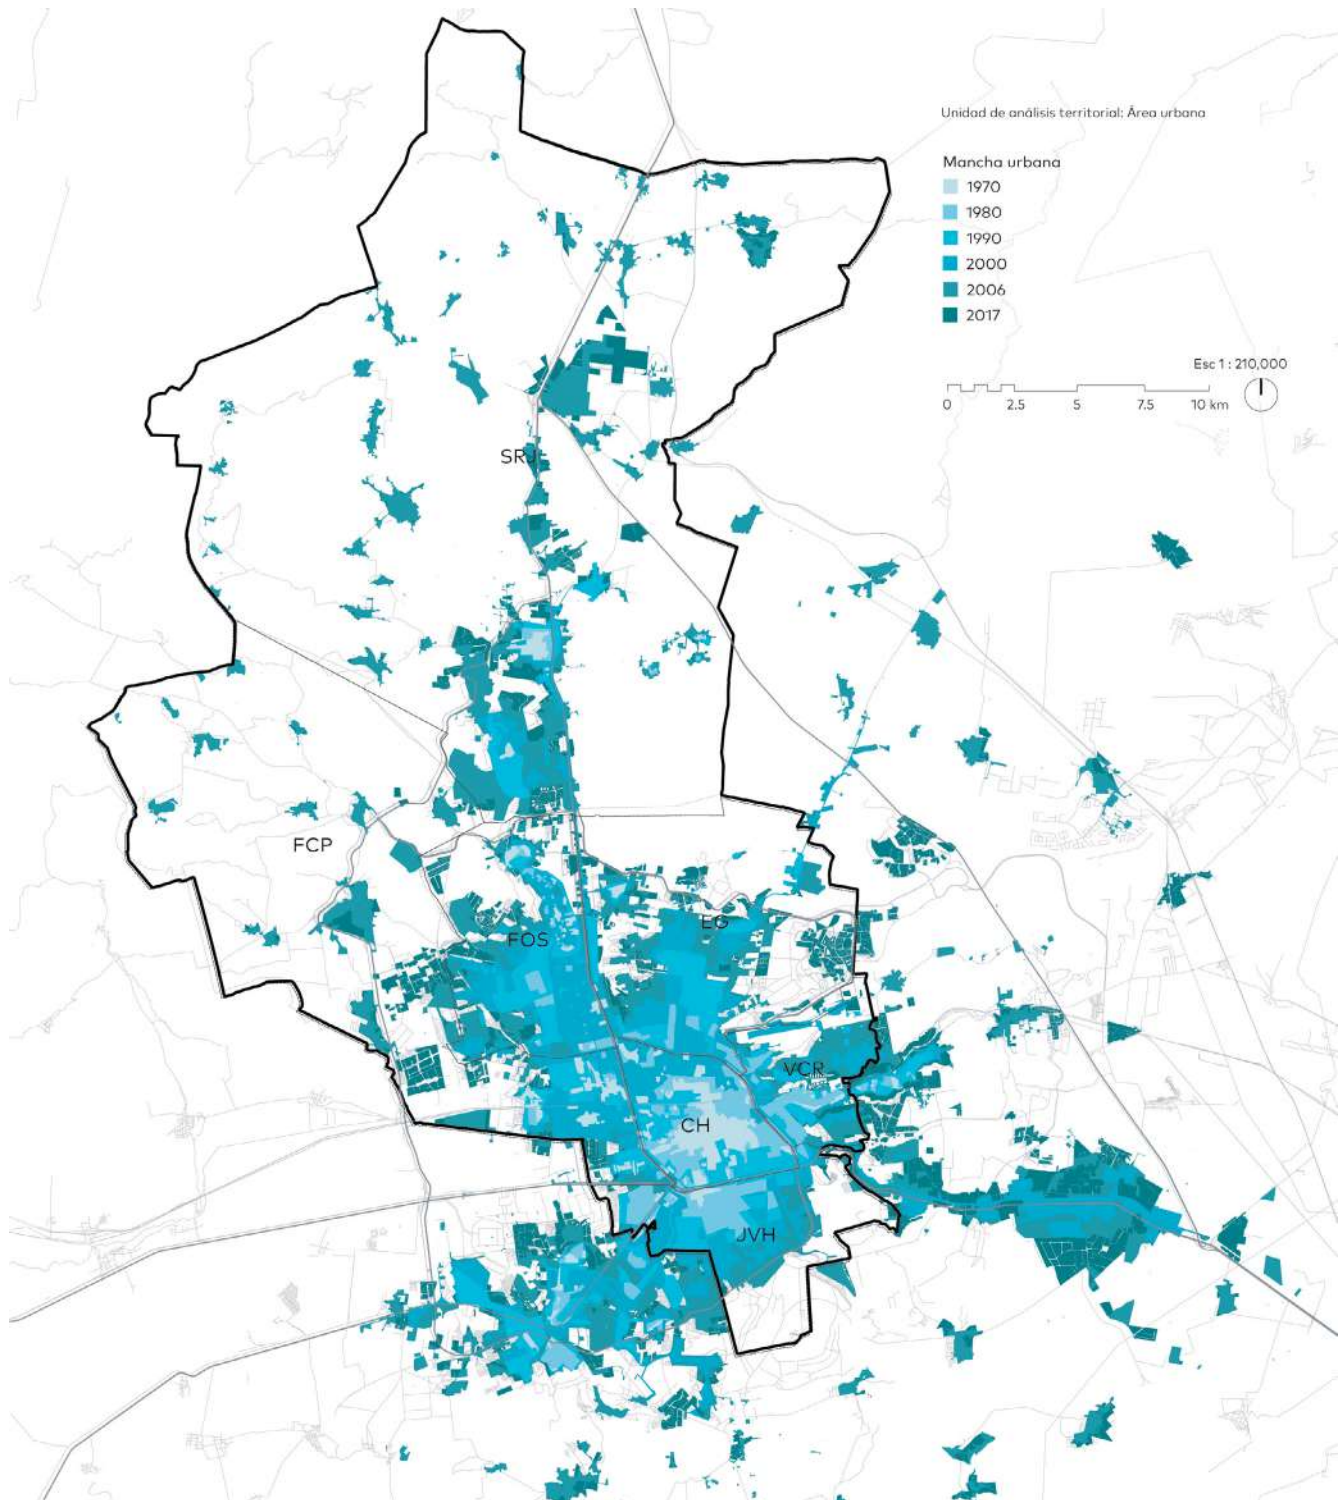 Unidad de análisis territorial: Área urbana
Mancha urbana
1970
1980
1990
2000
2006
2017
Esc 1 : 210,000
0 2.5 5 7.5 10 km
SRJ
FCP
FOS
EG
VCR
CH
JVH